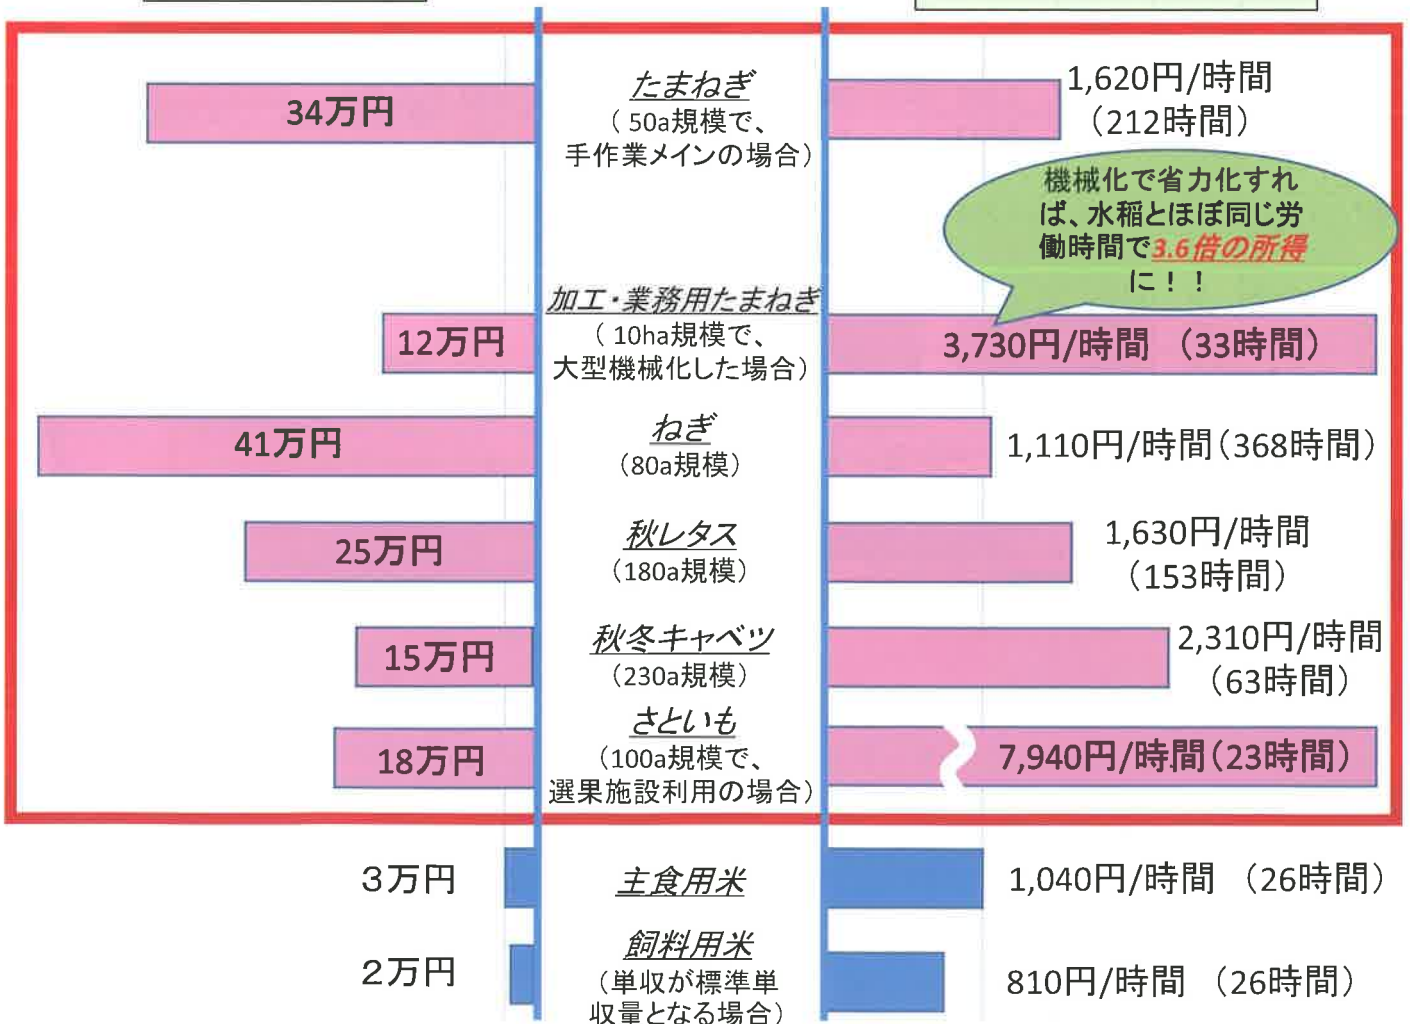 34万円
たまねぎ
（ 50a規模で、
手作業メインの場合）
1,620円/時間
（212時間）
機械化で省力化すれ
ば、水稲とほぼ同じ労
働時間で3.6倍の所得
に！！
12万円
加工・業務用たまねぎ
（ 10ha規模で、
大型機械化した場合）
3,730円/時間 （33時間）
41万円
ねぎ
（80a規模）
1,110円/時間（368時間）
25万円
秋レタス
（180a規模）
1,630円/時間
（153時間）
15万円
秋冬キャベツ
（230a規模）
2,310円/時間
（63時間）
18万円
さといも
（100a規模で、
選果施設利用の場合）
7,940円/時間（23時間）
３万円
主食用米
1,040円/時間 （26時間）
２万円
飼料用米
（単収が標準単
収量となる場合）
810円/時間 （26時間）